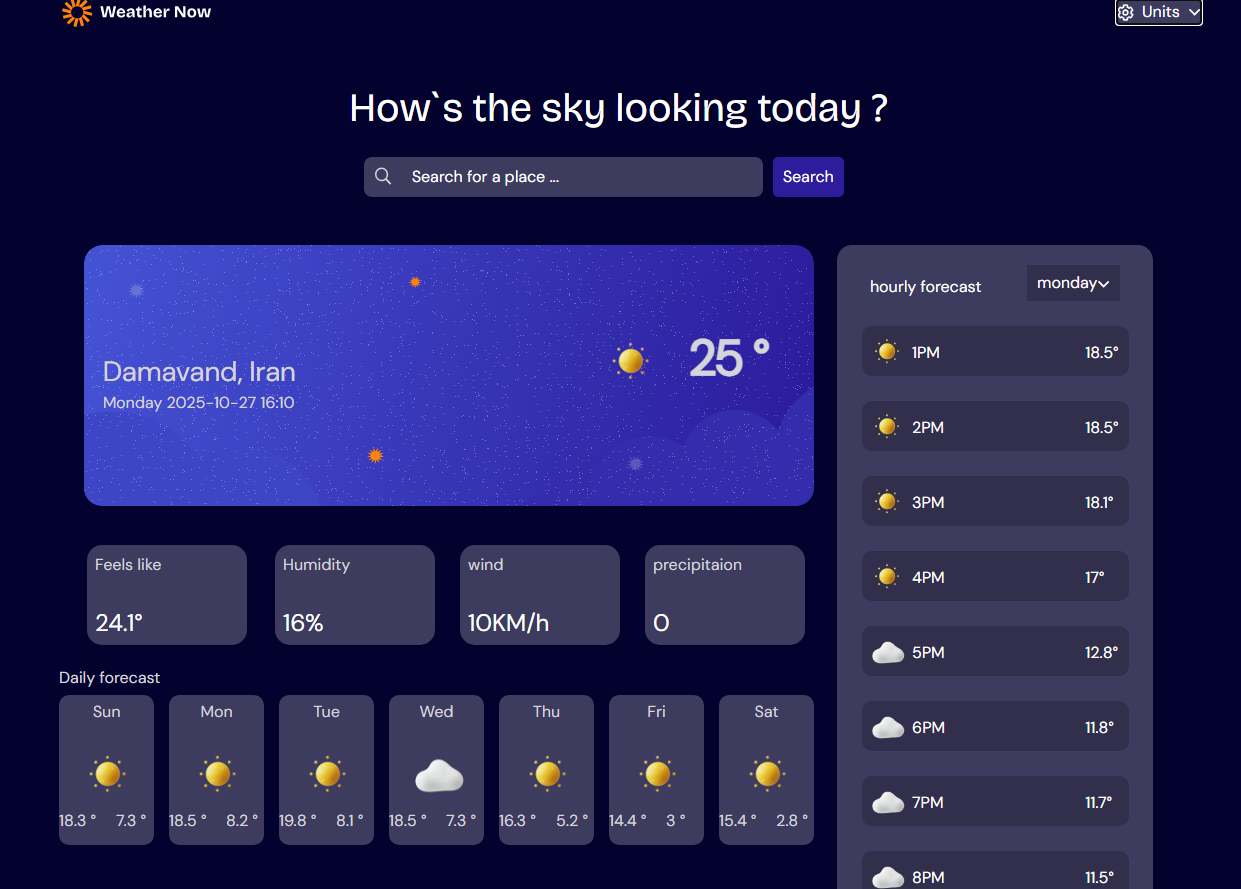 Weather Now
Units
How`s the sky looking today ?
Search for a place ...
Search
Damavand, Iran
Monday 2025-10-27 16:10
25 °
Feels like
24.1°
Humidity
16%
wind
10KM/h
precipitaion
0
Daily forecast
Sun
18.3 ° 7.3 °
Mon
18.5 ° 8.2 °
Tue
19.8 ° 8.1 °
Wed
18.5 ° 7.3 °
Thu
16.3 ° 5.2 °
Fri
14.4 ° 3 °
Sat
15.4 ° 2.8 °
hourly forecast
monday
1PM 18.5°
2PM 18.5°
3PM 18.1°
4PM 17°
5PM 12.8°
6PM 11.8°
7PM 11.7°
8PM 11.5°